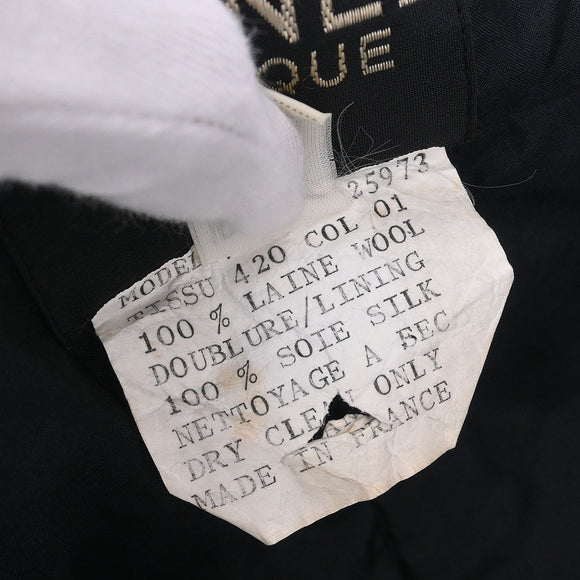 QUE
MODE 25973
TISSU 420 COL 01
100 % LAINE WOOL
DOUBLURE/LINING
100 % SOIE SILK
NETTOYAGE A SEC
DRY CLEAN ONLY
MADE IN FRANCE